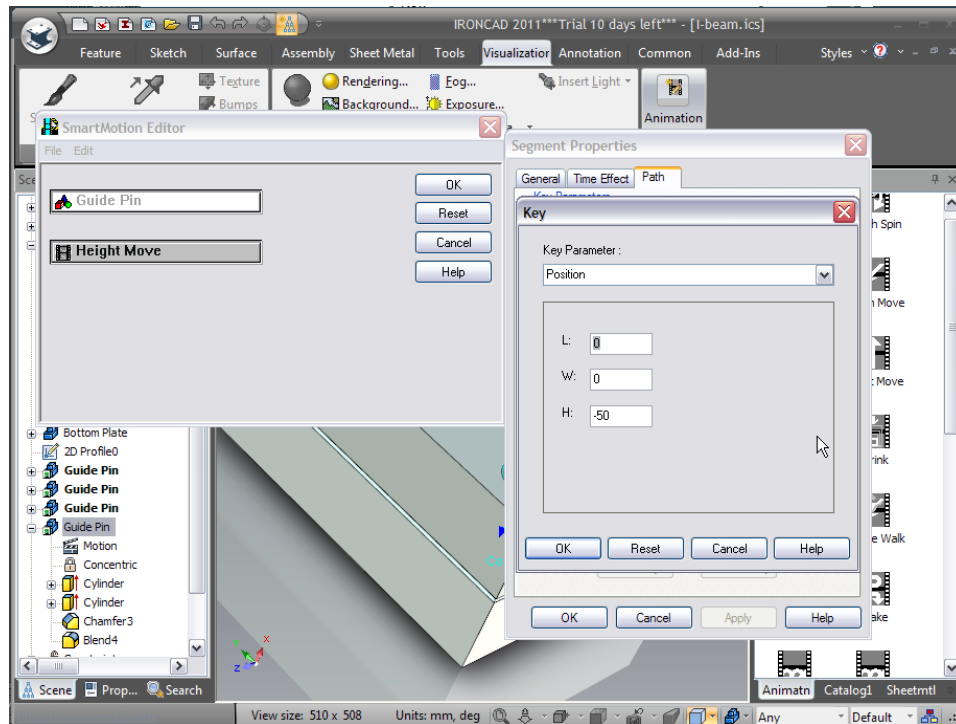 IRONCAD 2011***Trial 10 days left*** - [I-beam.ics]
Feature Sketch Surface Assembly Sheet Metal Tools Visualization Annotation Common Add-Ins Styles
Texture Rendering... Fog... Insert Light
Bumps Background... Exposure...
Animation
SmartMotion Editor
File Edit
Guide Pin
Height Move
OK
Reset
Cancel
Help
Segment Properties
General Time Effect Path
Key
Key Parameter :
Position
L: 0
W: 0
H: -50
OK Reset Cancel Help
OK Cancel Apply Help
Bottom Plate
2D Profile0
Guide Pin
Guide Pin
Guide Pin
Guide Pin
Motion
Concentric
Cylinder
Cylinder
Chamfer3
Blend4
Scene Prop... Search
Y X
Z
h Spin
Move
Move
rink
e Walk
ake
Animatn Catalog1 Sheetmtl
View size: 510 x 508 Units: mm, deg Any Default